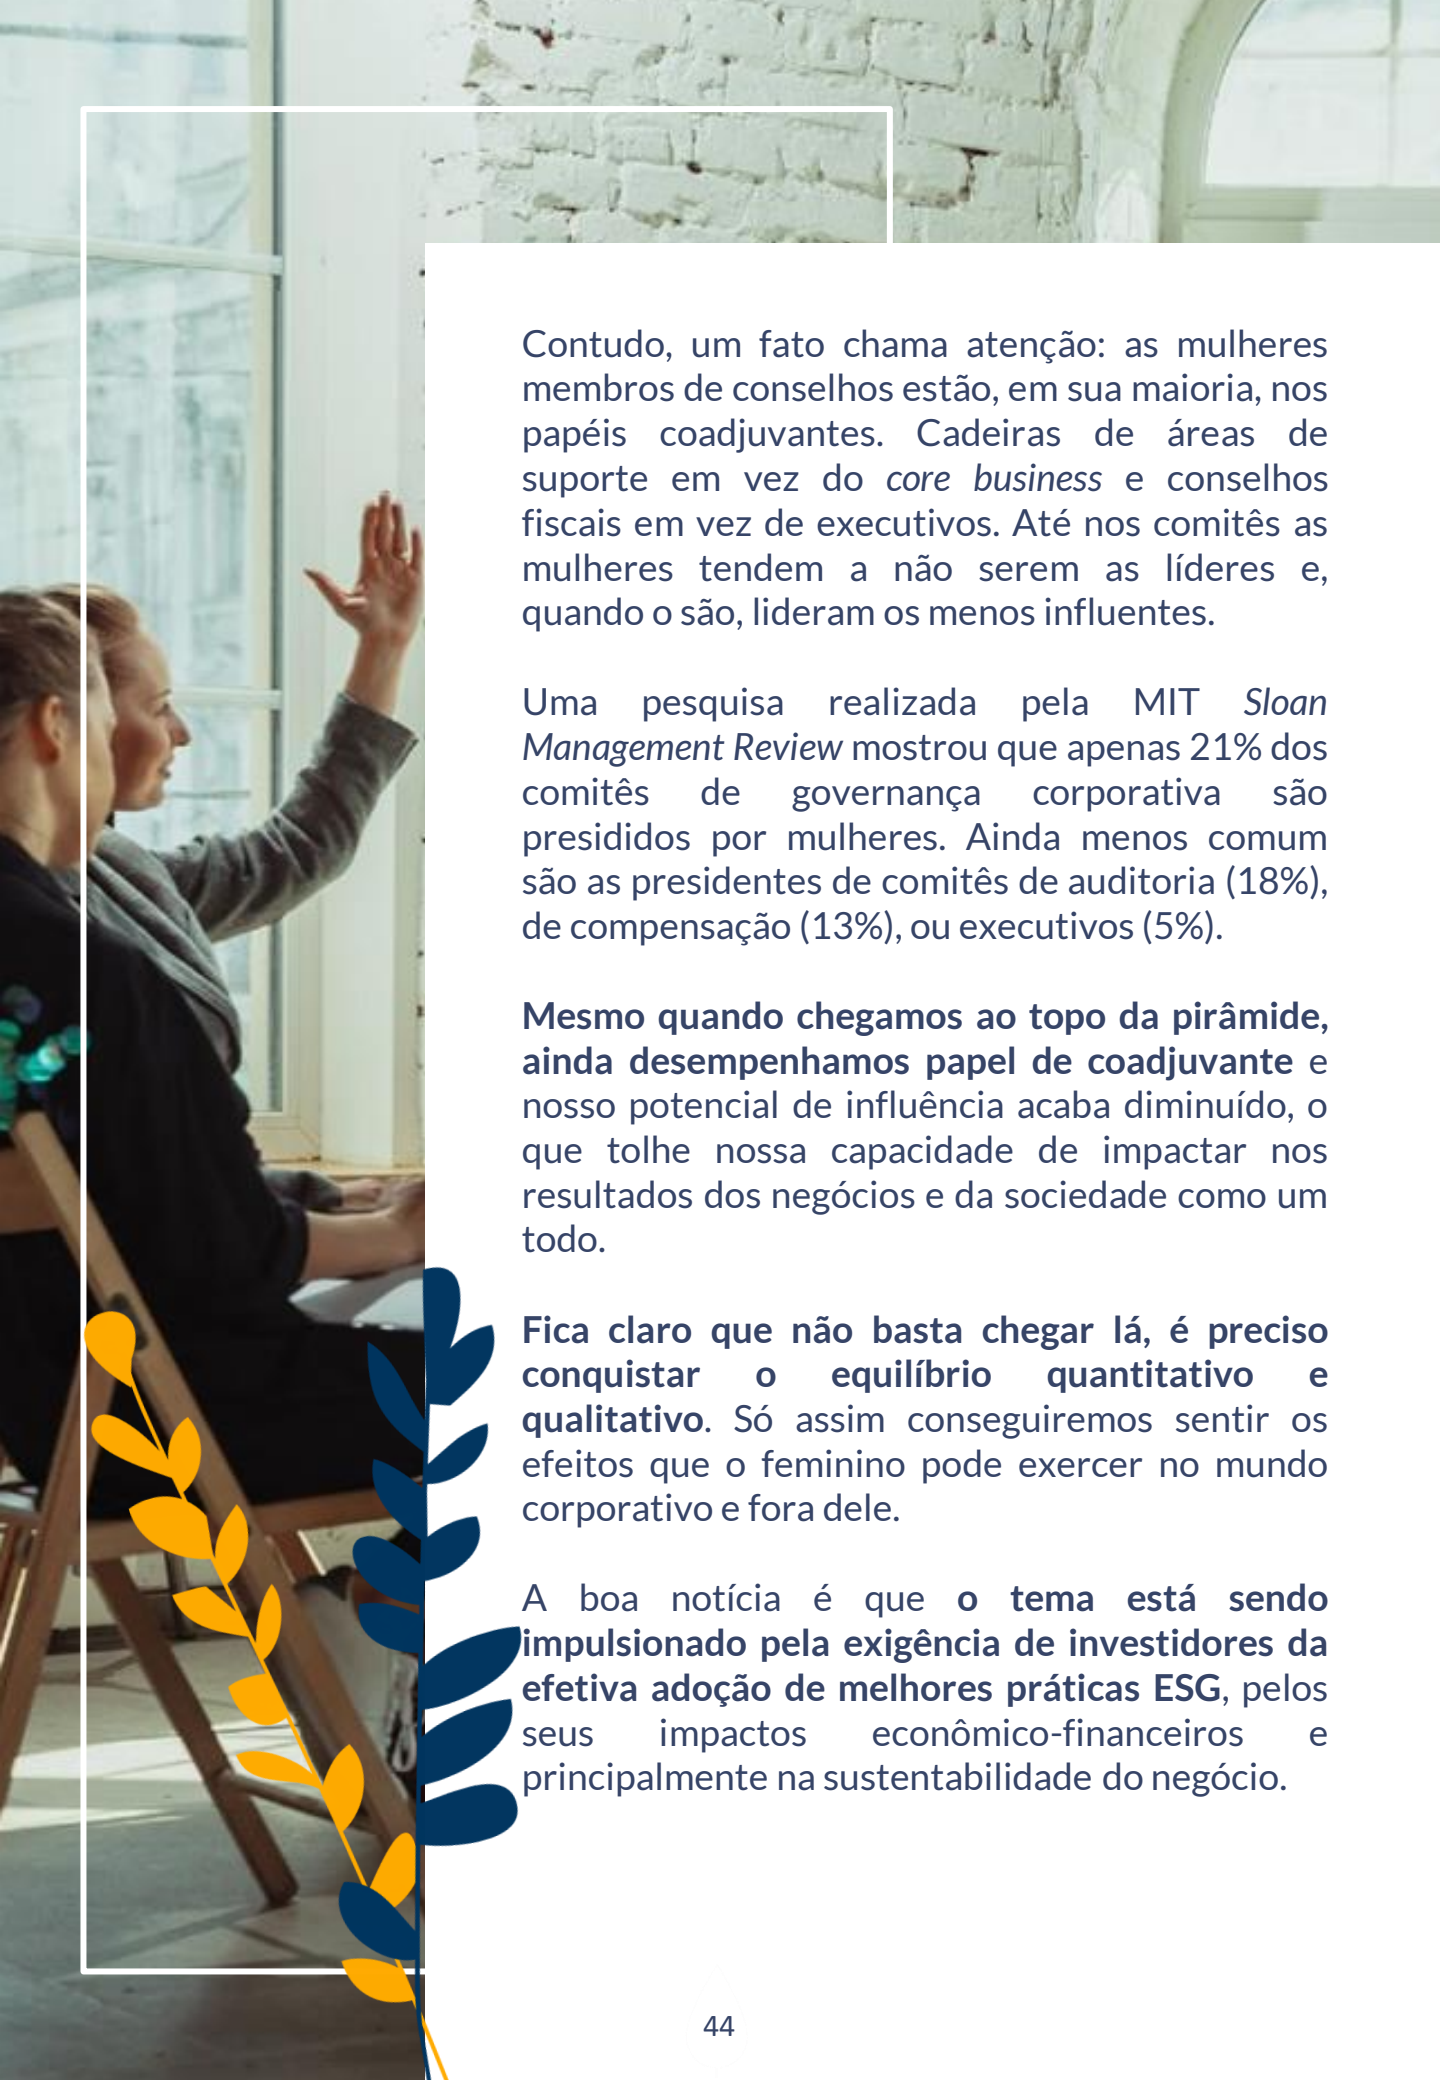 Contudo, um fato chama atenção: as mulheres
membros de conselhos estão, em sua maioria, nos
papéis coadjuvantes. Cadeiras de áreas de
suporte em vez do core business e conselhos
fiscais em vez de executivos. Até nos comitês as
mulheres tendem a não serem as líderes e,
quando o são, lideram os menos influentes.
Uma pesquisa realizada pela MIT Sloan
Management Review mostrou que apenas 21% dos
comitês de governança corporativa são
presididos por mulheres. Ainda menos comum
são as presidentes de comitês de auditoria (18%),
de compensação (13%), ou executivos (5%).
Mesmo quando chegamos ao topo da pirâmide,
ainda desempenhamos papel de coadjuvante e
nosso potencial de influência acaba diminuído, o
que tolhe nossa capacidade de impactar nos
resultados dos negócios e da sociedade como um
todo.
Fica claro que não basta chegar lá, é preciso
conquistar o equilíbrio quantitativo e
qualitativo. Só assim conseguiremos sentir os
efeitos que o feminino pode exercer no mundo
corporativo e fora dele.
A boa notícia é que o tema está sendo
impulsionado pela exigência de investidores da
efetiva adoção de melhores práticas ESG, pelos
seus impactos econômico-financeiros e
principalmente na sustentabilidade do negócio.
44